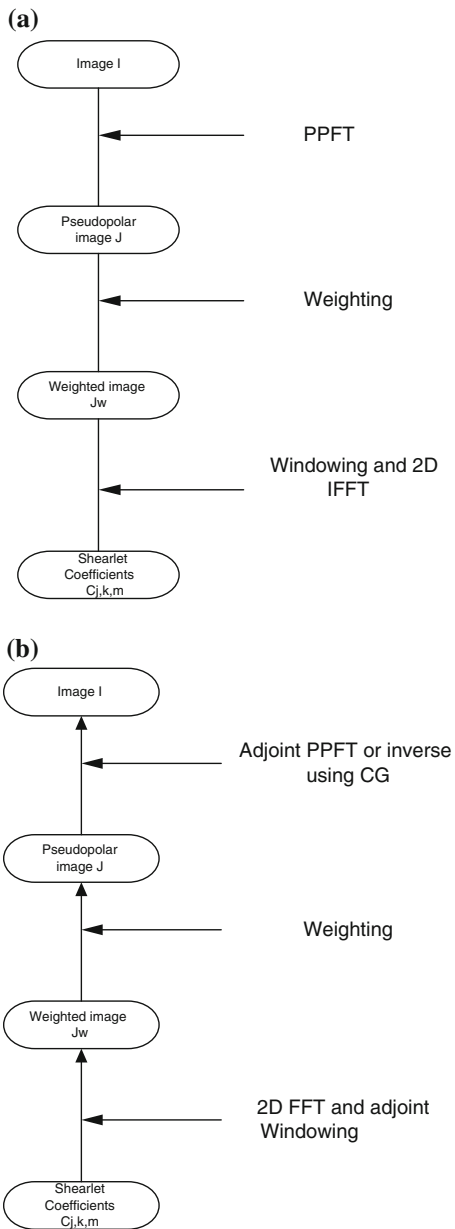 (a)
Image I
PPFT
Pseudopolar
image J
Weighting
Weighted image
Jw
Windowing and 2D
IFFT
Shearlet
Coefficients
Cj,k,m
(b)
Image I
Adjoint PPFT or inverse
using CG
Pseudopolar
image J
Weighting
Weighted image
Jw
2D FFT and adjoint
Windowing
Shearlet
Coefficients
Cj,k,m